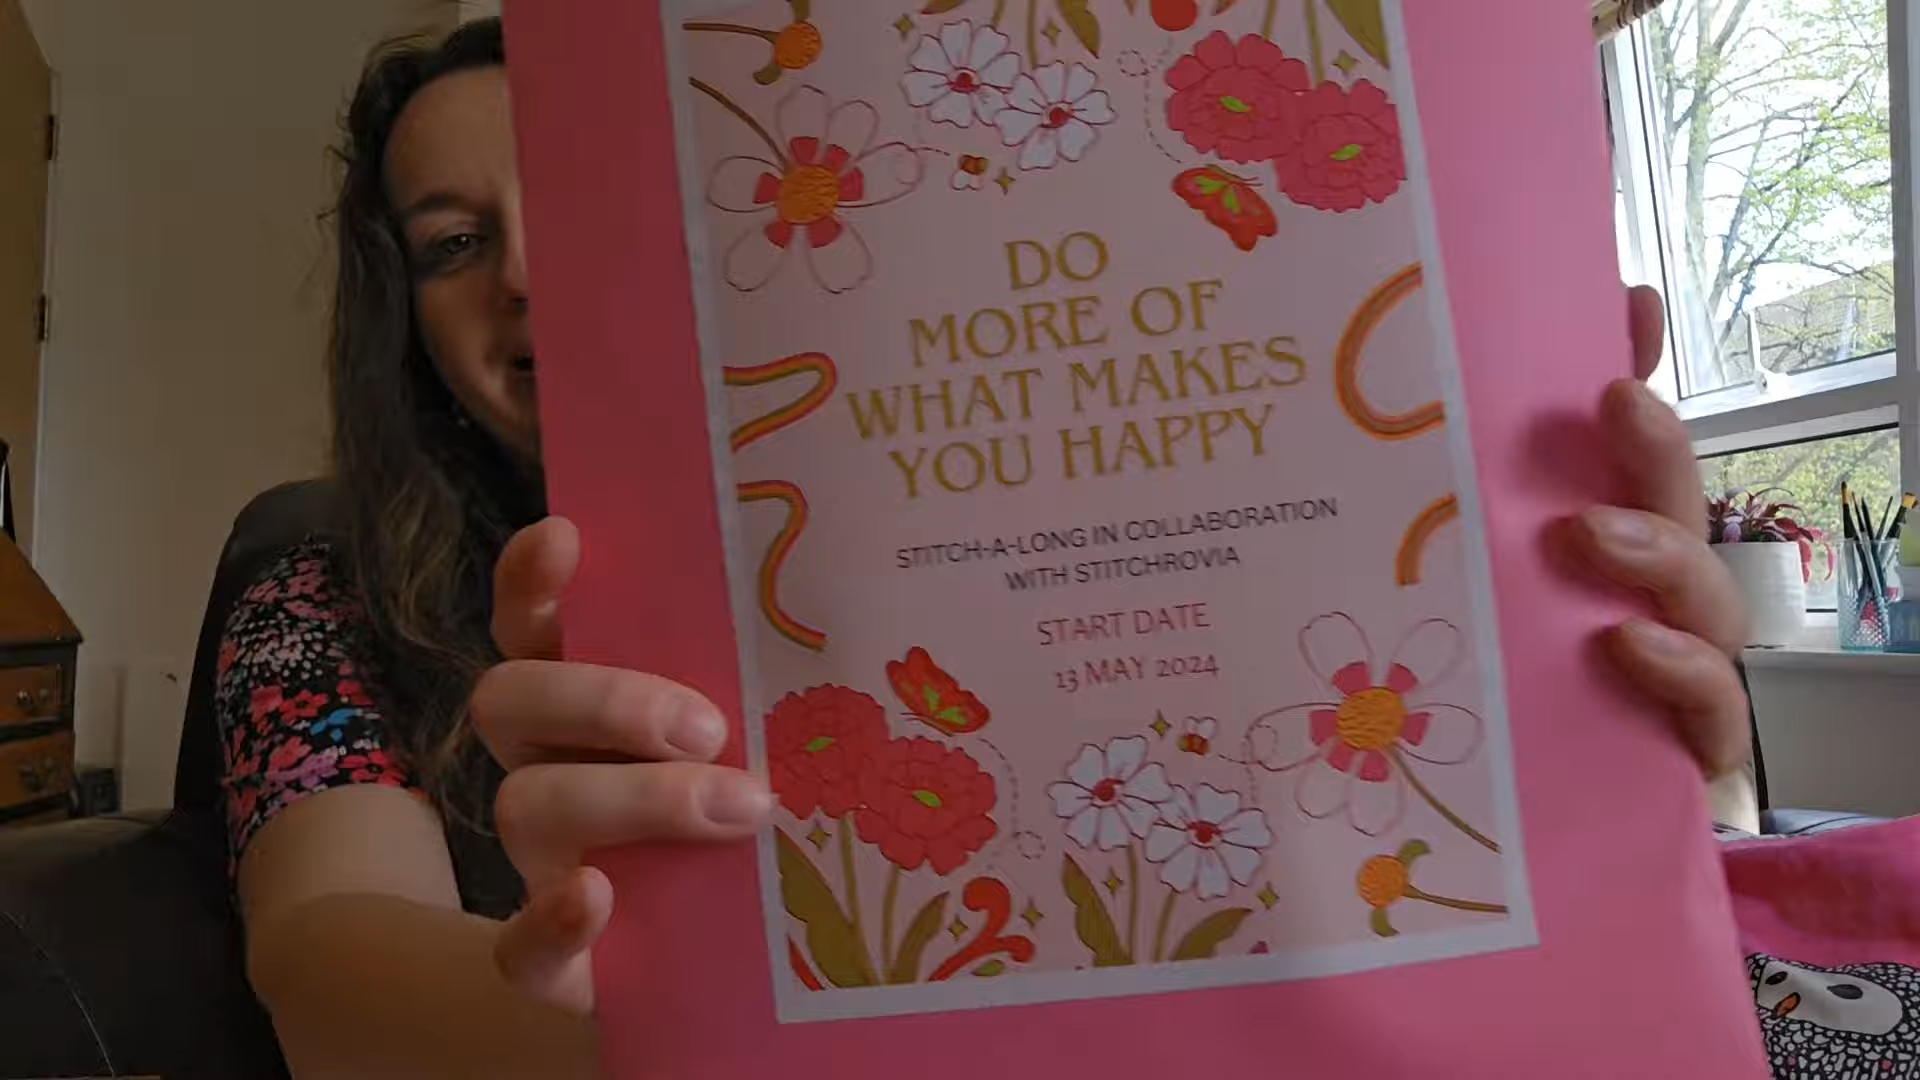 DO
MORE OF
WHAT MAKES
YOU HAPPY
STITCH-A-LONG IN COLLABORATION
WITH STITCHROVIA
START DATE
13 MAY 2024